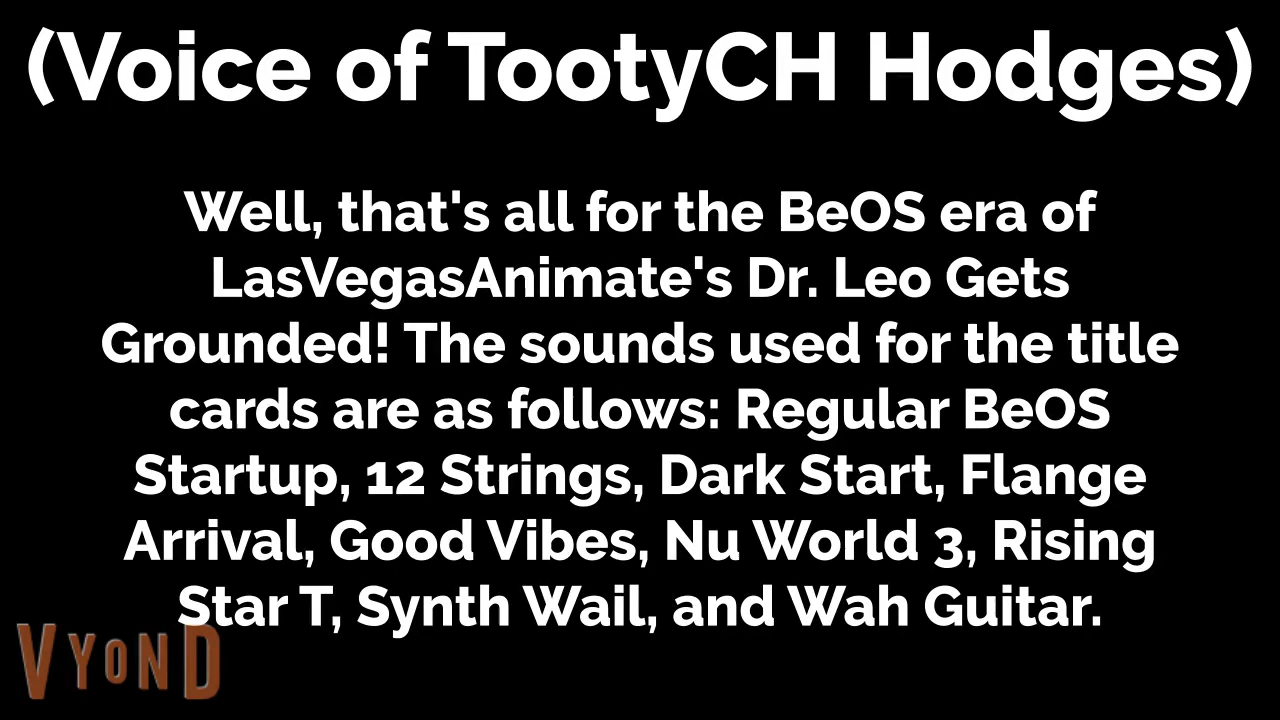 (Voice of TootyCH Hodges)
Well, that's all for the BeOS era of
LasVegasAnimate's Dr. Leo Gets
Grounded! The sounds used for the title
cards are as follows: Regular BeOS
Startup, 12 Strings, Dark Start, Flange
Arrival, Good Vibes, Nu World 3, Rising
Star T, Synth Wail, and Wah Guitar.
VYOND